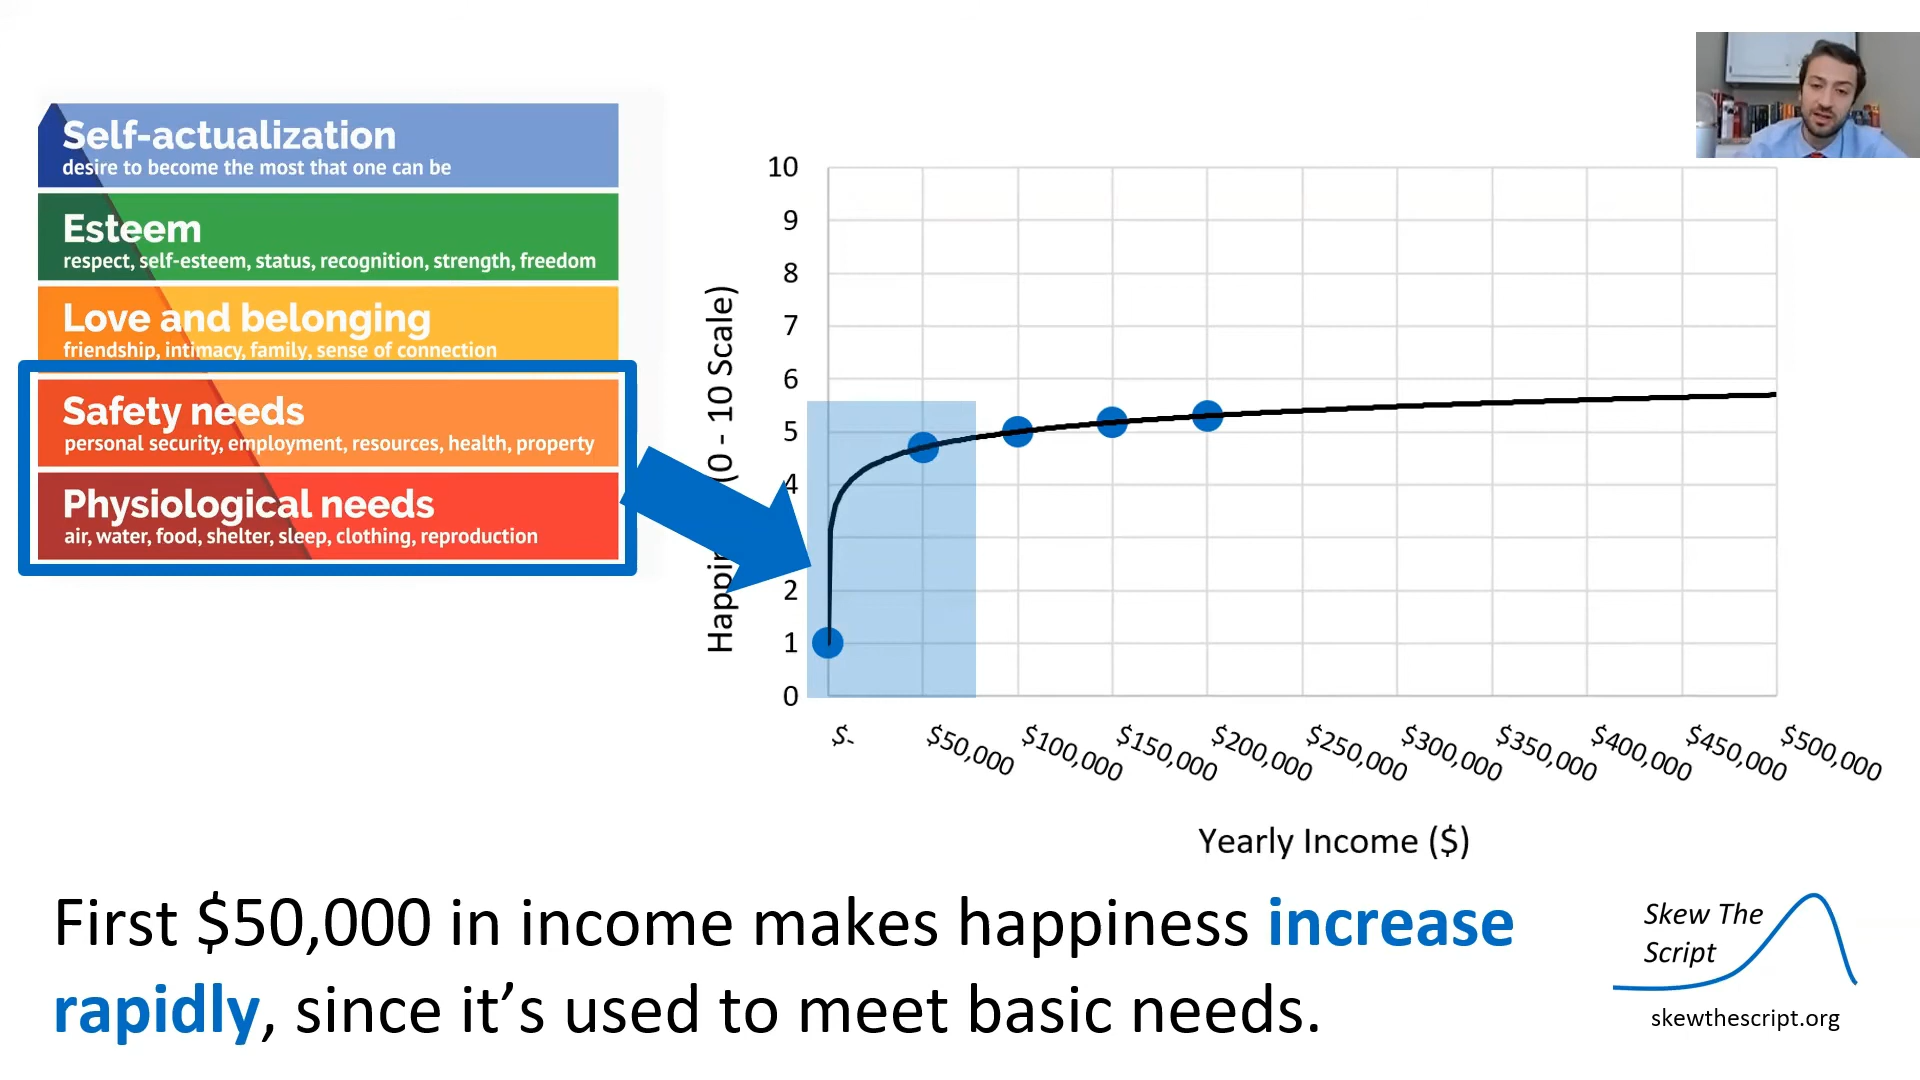 Self-actualization
desire to become the most that one can be
Esteem
respect, self-esteem, status, recognition, strength, freedom
Love and belonging
friendship, intimacy, family, sense of connection
Safety needs
personal security, employment, resources, health, property
Physiological needs
air, water, food, shelter, sleep, clothing, reproduction
(0 - 10 Scale)
10
9
8
7
6
5
4
2
1
0
$-
$50,000
$100,000
$150,000
$200,000
$250,000
$300,000
$350,000
$400,000
$450,000
$500,000
Yearly Income ($)
First $50,000 in income makes happiness increase
rapidly, since it’s used to meet basic needs.
Skew The
Script
skewthescript.org